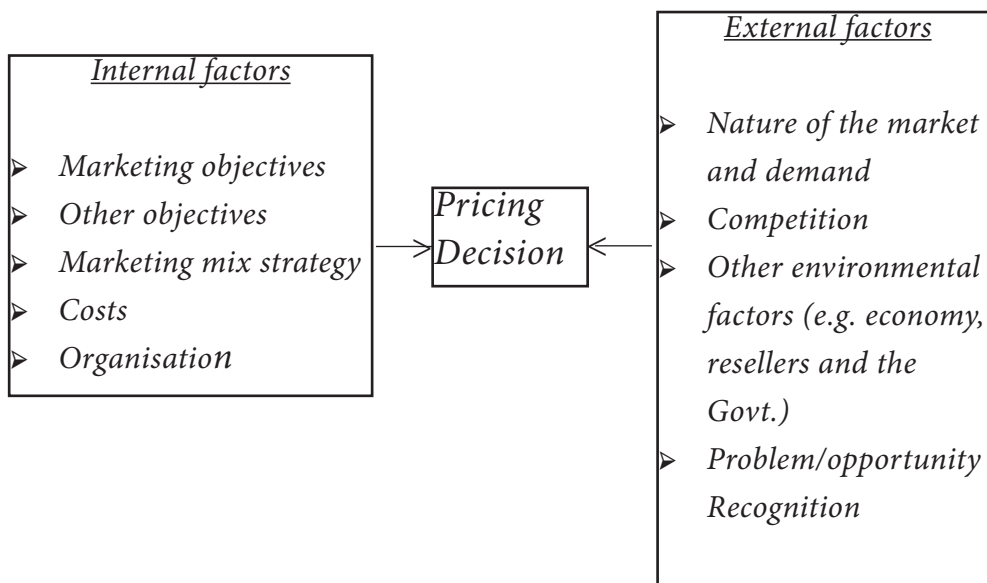 Internal factors
➢ Marketing objectives
➢ Other objectives
➢ Marketing mix strategy
➢ Costs
➢ Organisation
Pricing
Decision
External factors
➢ Nature of the market
and demand
➢ Competition
➢ Other environmental
factors (e.g. economy,
resellers and the
Govt.)
➢ Problem/opportunity
Recognition